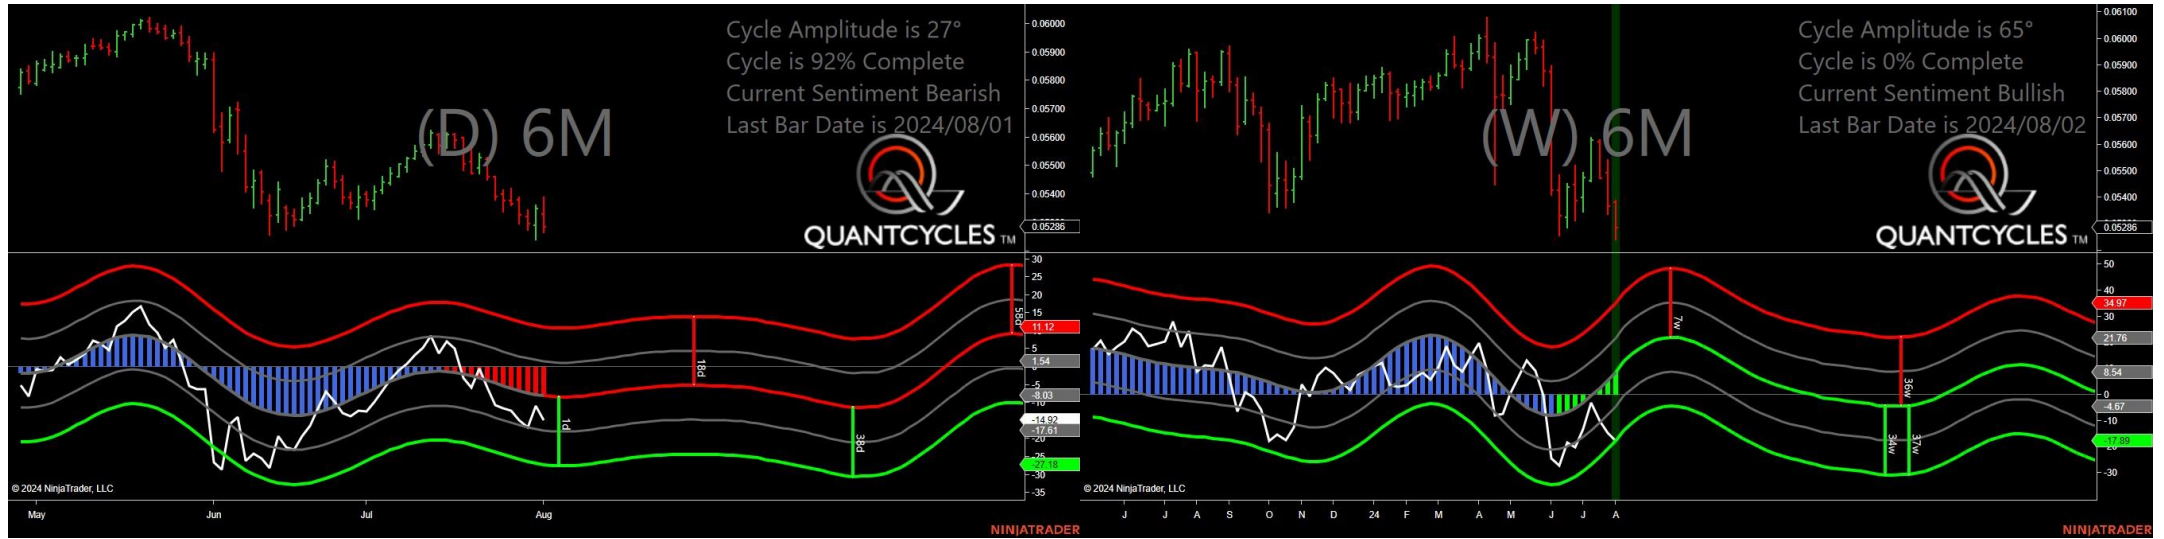 Cycle Amplitude is 27°
Cycle is 92% Complete
Current Sentiment Bearish
Last Bar Date is 2024/08/01
(D) 6M
QUANTCYCLES TM
0.06000
0.05900
0.05800
0.05700
0.05600
0.05500
0.05400
0.05286
30
25
20
15
11.12
5
1.54
-5
-8.03
-10
-14.92
-17.61
-20
-25
-27.18
-30
-35
1d
18d
38d
58d
© 2024 NinjaTrader, LLC
May
Jun
Jul
Aug
NINJATRADER
Cycle Amplitude is 65°
Cycle is 0% Complete
Current Sentiment Bullish
Last Bar Date is 2024/08/02
(W) 6M
QUANTCYCLES TM
0.06100
0.06000
0.05900
0.05800
0.05700
0.05600
0.05500
0.05400
0.05286
50
40
34.97
30
21.76
8.54
0
-4.67
-10
-17.89
-30
7w
36w
34w
37w
© 2024 NinjaTrader, LLC
J
J
A
S
O
N
D
24
F
M
A
M
J
J
A
NINJATRADER